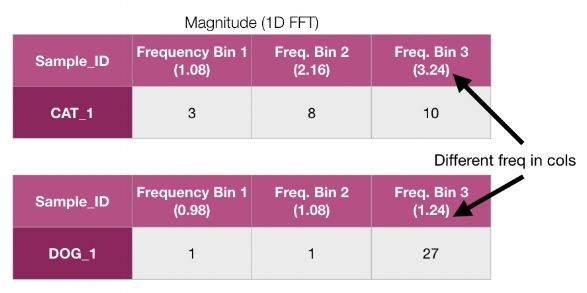 Magnitude (1D FFT)
Sample_ID
Frequency Bin 1
(1.08)
Freq. Bin 2
(2.16)
Freq. Bin 3
(3.24)
CAT_1
3
8
10
Different freq in cols
Sample_ID
Frequency Bin 1
(0.98)
Freq. Bin 2
(1.08)
Freq. Bin 3
(1.24)
DOG_1
1
1
27